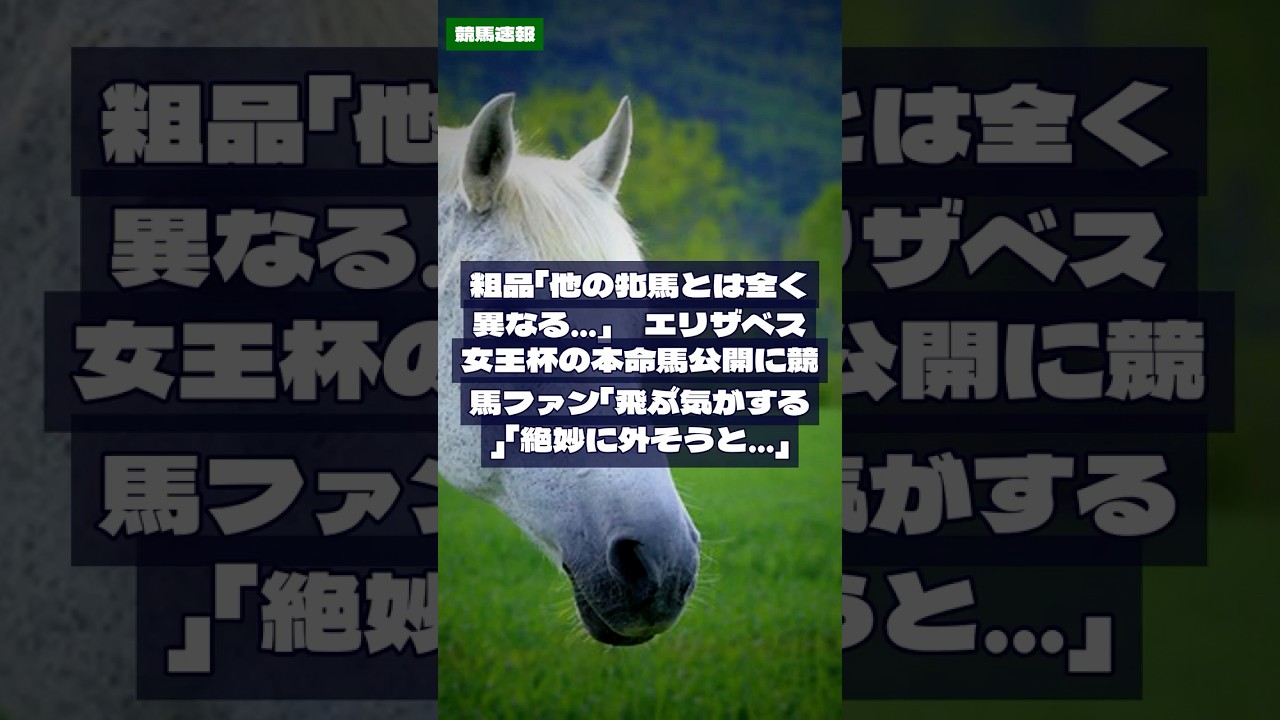 競馬速報
粗品「他の牝馬とは全く
異なる...」　エリザベス
女王杯の本命馬公開に競
馬ファン「飛ぶ気がする
」「絶妙に外そうと...」